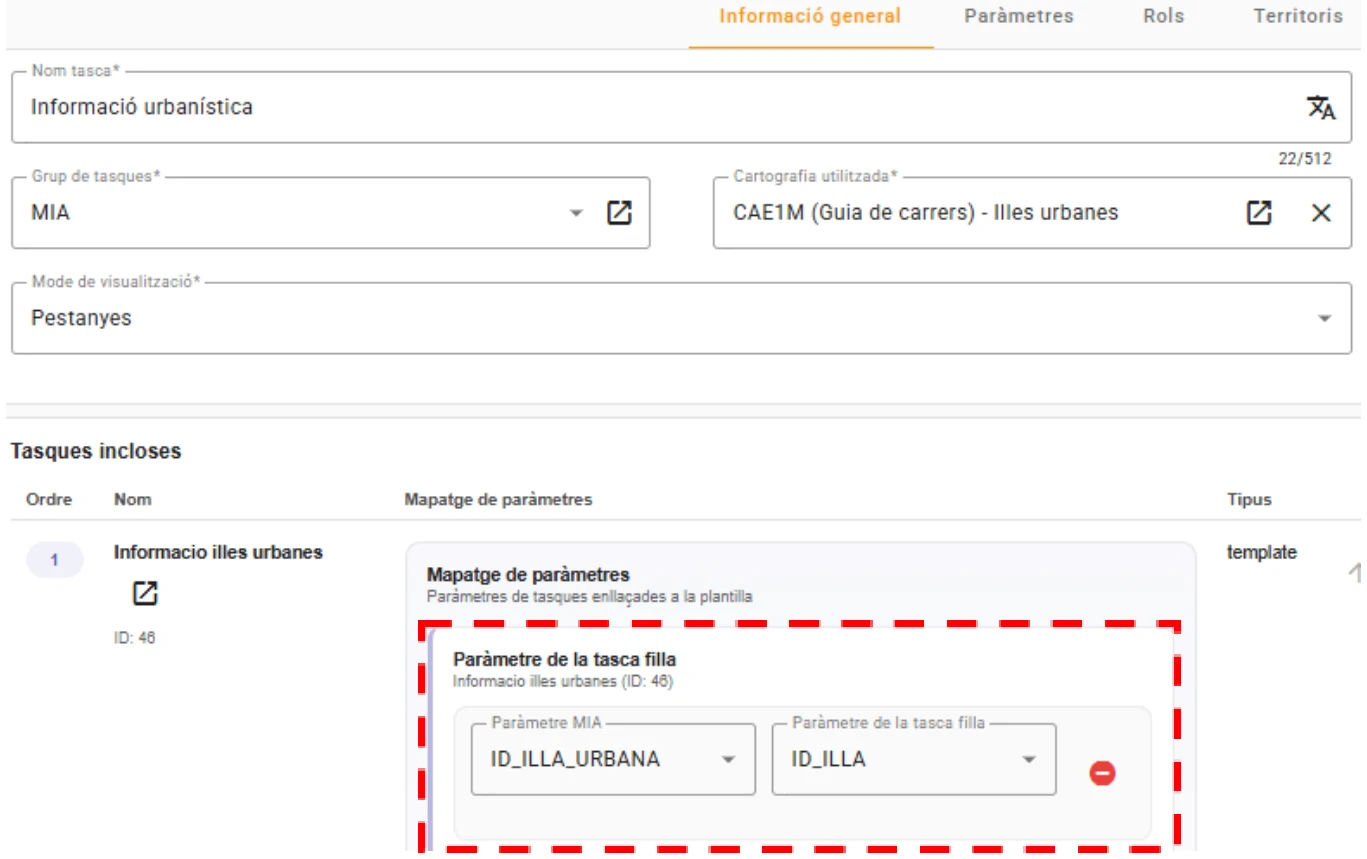 Informació general Paràmetres Rols Territoris
Nom tasca*
Informació urbanística
22/512
Grup de tasques* Cartografia utilitzada*
MIA CAE1M (Guia de carrers) - Illes urbanes
Mode de visualització*
Pestanyes
Tasques incloses
Ordre Nom Mapatge de paràmetres Tipus
1 Informacio illes urbanes template
Mapatge de paràmetres
Paràmetres de tasques enllaçades a la plantilla
ID: 46
Paràmetre de la tasca filla
Informacio illes urbanes (ID: 46)
Paràmetre MIA Paràmetre de la tasca filla
ID_ILLA_URBANA ID_ILLA